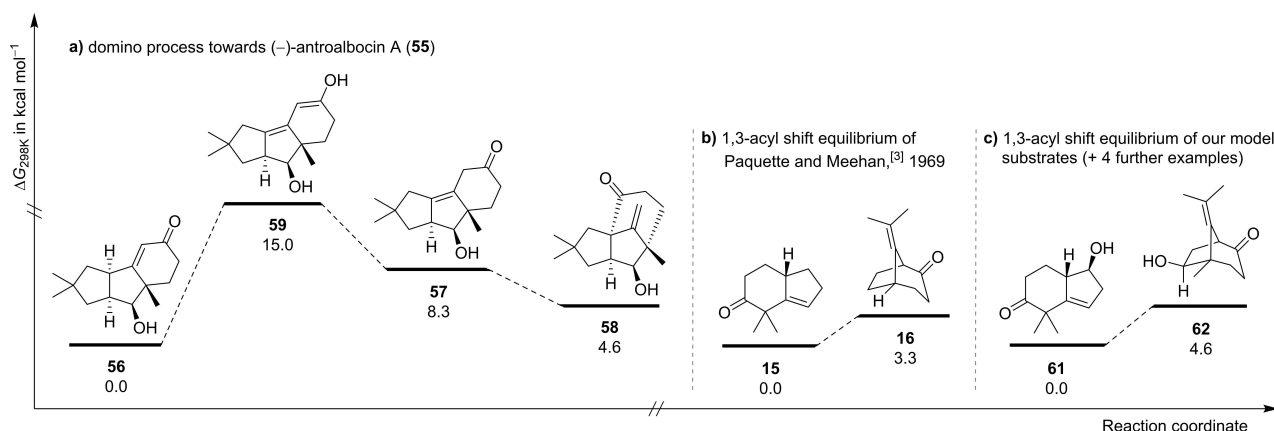 a) domino process towards (–)-antroalbocin A (55)
ΔG298K in kcal mol–1
OH
H
OH
59
15.0
O
H
H
OH
56
0.0
O
H
OH
57
8.3
O
H
OH
58
4.6
b) 1,3-acyl shift equilibrium of
Paquette and Meehan,[3] 1969
H
O
15
0.0
O
H
16
3.3
c) 1,3-acyl shift equilibrium of our model
substrates (+ 4 further examples)
H
OH
O
61
0.0
O
HO
H
62
4.6
Reaction coordinate